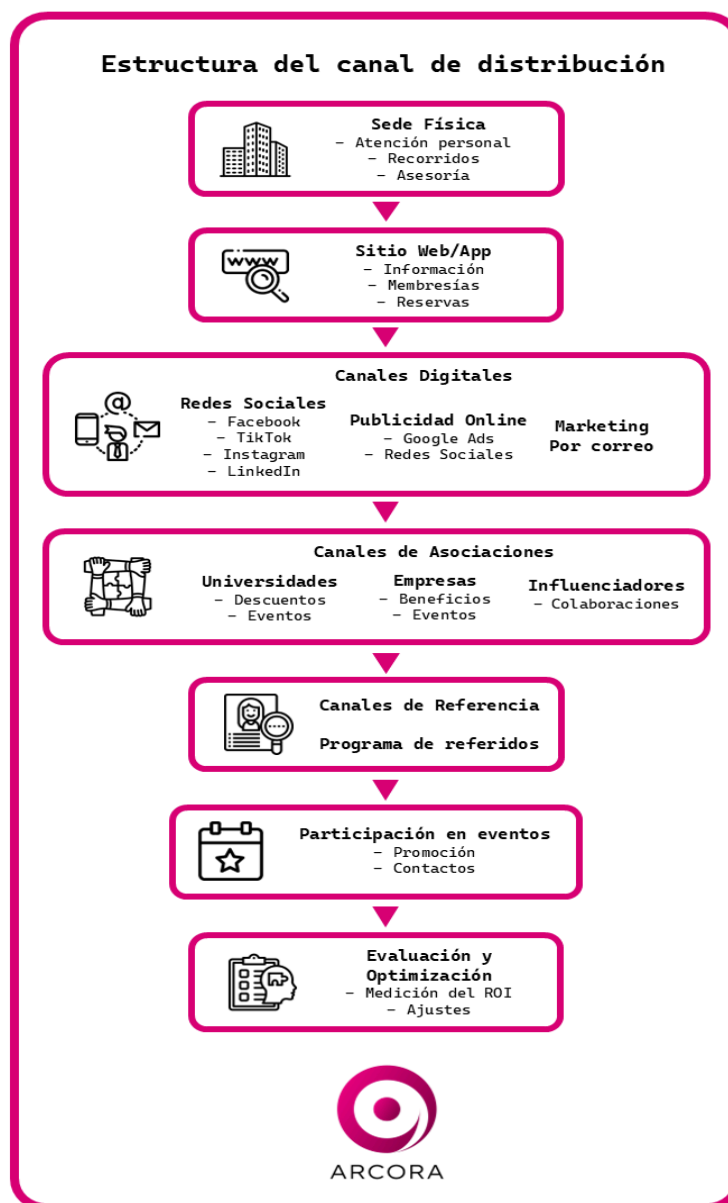 Estructura del canal de distribución
Sede Física
– Atención personal
– Recorridos
– Asesoría
www
Sitio Web/App
– Información
– Membresías
– Reservas
Canales Digitales
@
Redes Sociales
– Facebook
– TikTok
– Instagram
– LinkedIn
Publicidad Online
– Google Ads
– Redes Sociales
Marketing
Por correo
Canales de Asociaciones
Universidades
– Descuentos
– Eventos
Empresas
– Beneficios
– Eventos
Influenciadores
– Colaboraciones
Canales de Referencia
Programa de referidos
Participación en eventos
– Promoción
– Contactos
Evaluación y
Optimización
– Medición del ROI
– Ajustes
ARCORA